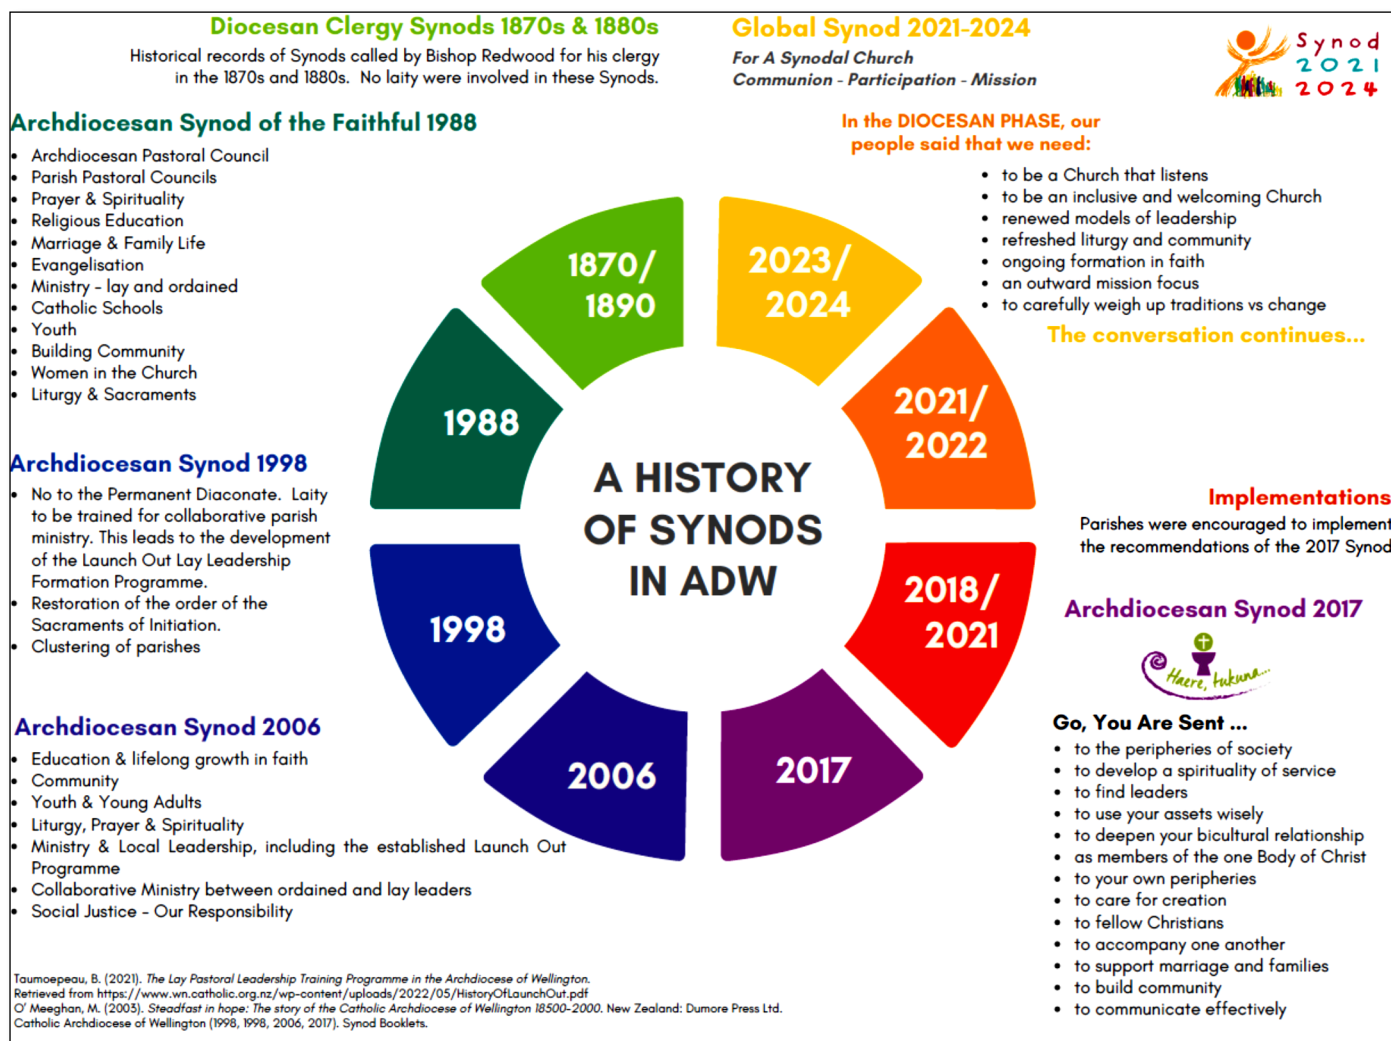 Diocesan Clergy Synods 1870s & 1880s
Historical records of Synods called by Bishop Redwood for his clergy
in the 1870s and 1880s. No laity were involved in these Synods.
Global Synod 2021-2024
For A Synodal Church
Communion - Participation - Mission
Synod
2021
2024
Archdiocesan Synod of the Faithful 1988
• Archdiocesan Pastoral Council
• Parish Pastoral Councils
• Prayer & Spirituality
• Religious Education
• Marriage & Family Life
• Evangelisation
• Ministry - lay and ordained
• Catholic Schools
• Youth
• Building Community
• Women in the Church
• Liturgy & Sacraments
In the DIOCESAN PHASE, our
people said that we need:
• to be a Church that listens
• to be an inclusive and welcoming Church
• renewed models of leadership
• refreshed liturgy and community
• ongoing formation in faith
• an outward mission focus
• to carefully weigh up traditions vs change
The conversation continues...
1870/
1890
2023/
2024
1988
2021/
2022
A HISTORY
OF SYNODS
IN ADW
1998
2018/
2021
2006
2017
Archdiocesan Synod 1998
• No to the Permanent Diaconate. Laity
to be trained for collaborative parish
ministry. This leads to the development
of the Launch Out Lay Leadership
Formation Programme.
• Restoration of the order of the
Sacraments of Initiation.
• Clustering of parishes
Implementations
Parishes were encouraged to implement
the recommendations of the 2017 Synod
Archdiocesan Synod 2017
Haere, tukuna...
Go, You Are Sent ...
• to the peripheries of society
• to develop a spirituality of service
• to find leaders
• to use your assets wisely
• to deepen your bicultural relationship
• as members of the one Body of Christ
• to your own peripheries
• to care for creation
• to fellow Christians
• to accompany one another
• to support marriage and families
• to build community
• to communicate effectively
Archdiocesan Synod 2006
• Education & lifelong growth in faith
• Community
• Youth & Young Adults
• Liturgy, Prayer & Spirituality
• Ministry & Local Leadership, including the established Launch Out
Programme
• Collaborative Ministry between ordained and lay leaders
• Social Justice - Our Responsibility
Taumoepeau, B. (2021). The Lay Pastoral Leadership Training Programme in the Archdiocese of Wellington.
Retrieved from https://www.wn.catholic.org.nz/wp-content/uploads/2022/05/HistoryOfLaunchOut.pdf
O' Meeghan, M. (2003). Steadfast in hope: The story of the Catholic Archdiocese of Wellington 18500-2000. New Zealand: Dumore Press Ltd.
Catholic Archdiocese of Wellington (1998, 1998, 2006, 2017). Synod Booklets.